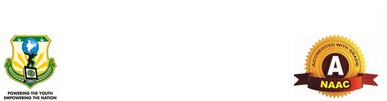 POWERING THE YOUTH
EMPOWERING THE NATION
ACCREDITED WITH GRADE
A
NAAC